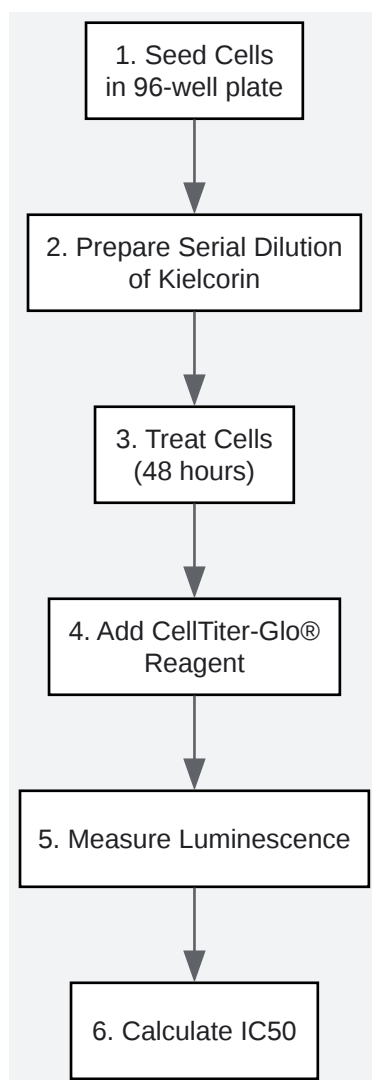 1. Seed Cells
in 96-well plate
2. Prepare Serial Dilution
of Kielcorin
3. Treat Cells
(48 hours)
4. Add CellTiter-Glo®
Reagent
5. Measure Luminescence
6. Calculate IC50